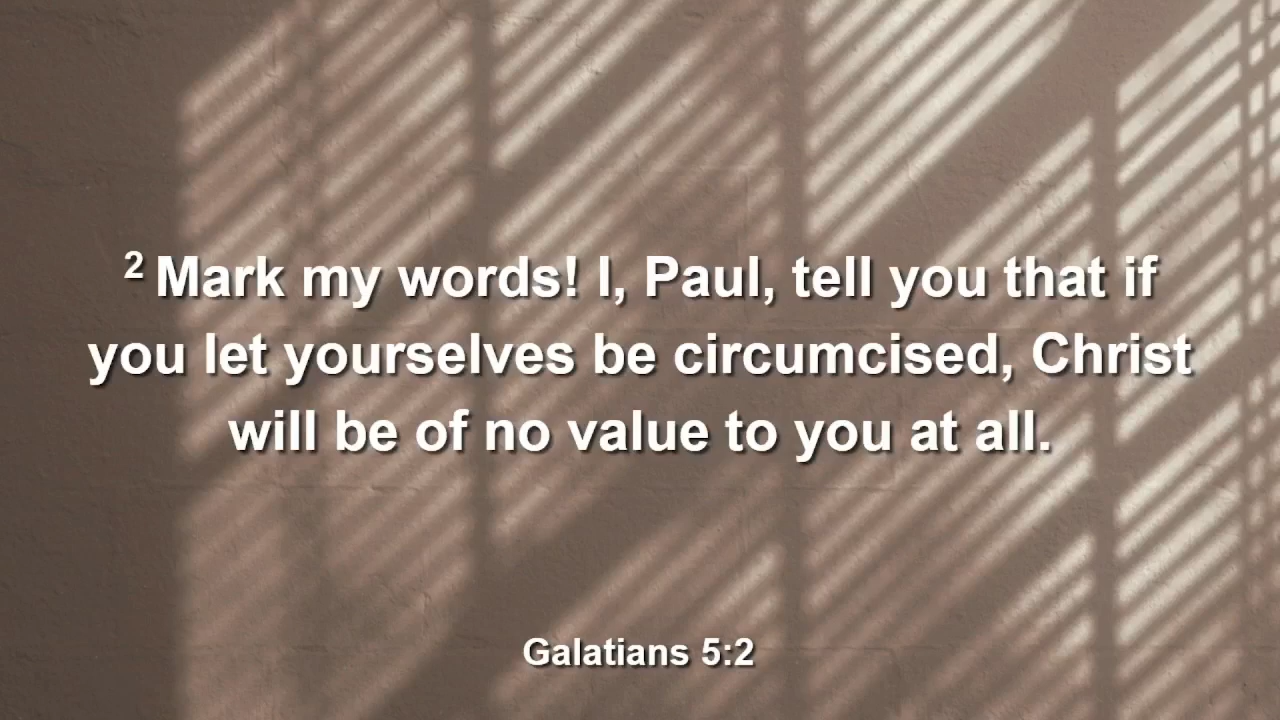 2 Mark my words! I, Paul, tell you that if
you let yourselves be circumcised, Christ
will be of no value to you at all.
Galatians 5:2